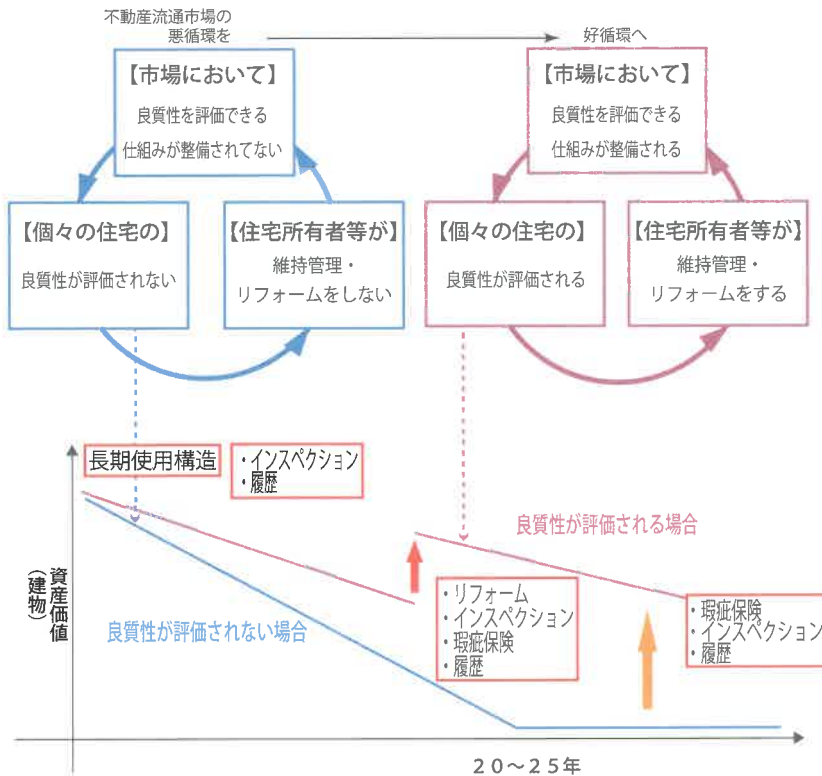 不動産流通市場の
悪循環を
好循環へ
【市場において】
良質性を評価できる
仕組みが整備されてない
【個々の住宅の】
良質性が評価されない
【住宅所有者等が】
維持管理・
リフォームをしない
【市場において】
良質性を評価できる
仕組みが整備される
【個々の住宅の】
良質性が評価される
【住宅所有者等が】
維持管理・
リフォームをする
長期使用構造
・インスペクション
・履歴
良質性が評価される場合
資産価値
(建物)
良質性が評価されない場合
・リフォーム
・インスペクション
・瑕疵保険
・履歴
・瑕疵保険
・インスペクション
・履歴
20～25年